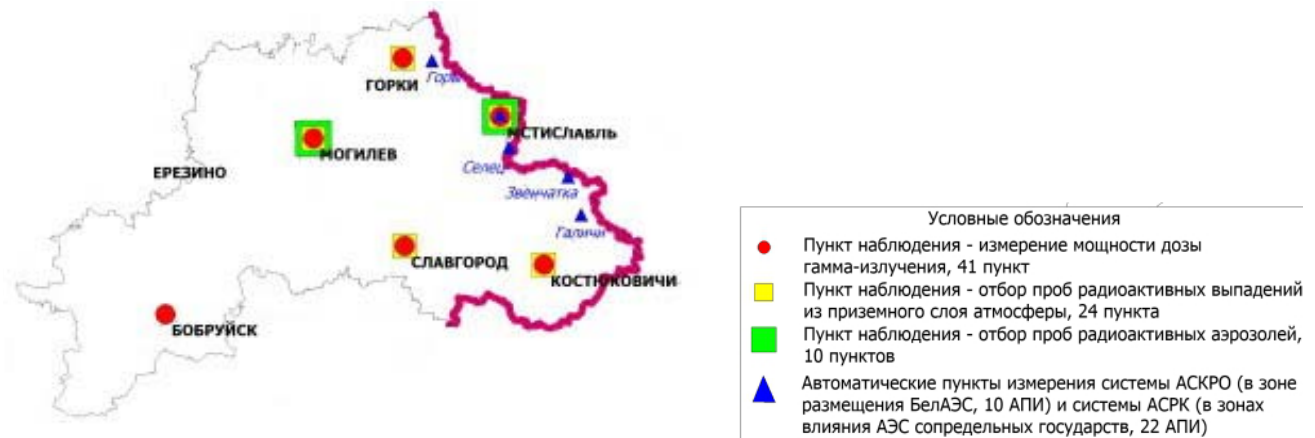 ГОРКИ
Горы
МСТИСЛАВЛЬ
МОГИЛЕВ
ЕРЕЗИНО
Селец
Звенчатка
Галичи
СЛАВГОРОД
КОСТЮКОВИЧИ
БОБРУЙСК
Условные обозначения
Пункт наблюдения - измерение мощности дозы
гамма-излучения, 41 пункт
Пункт наблюдения - отбор проб радиоактивных выпадений
из приземного слоя атмосферы, 24 пункта
Пункт наблюдения - отбор проб радиоактивных аэрозолей,
10 пунктов
Автоматические пункты измерения системы АСКРО (в зоне
размещения БелАЭС, 10 АПИ) и системы АСРК (в зонах
влияния АЭС сопредельных государств, 22 АПИ)